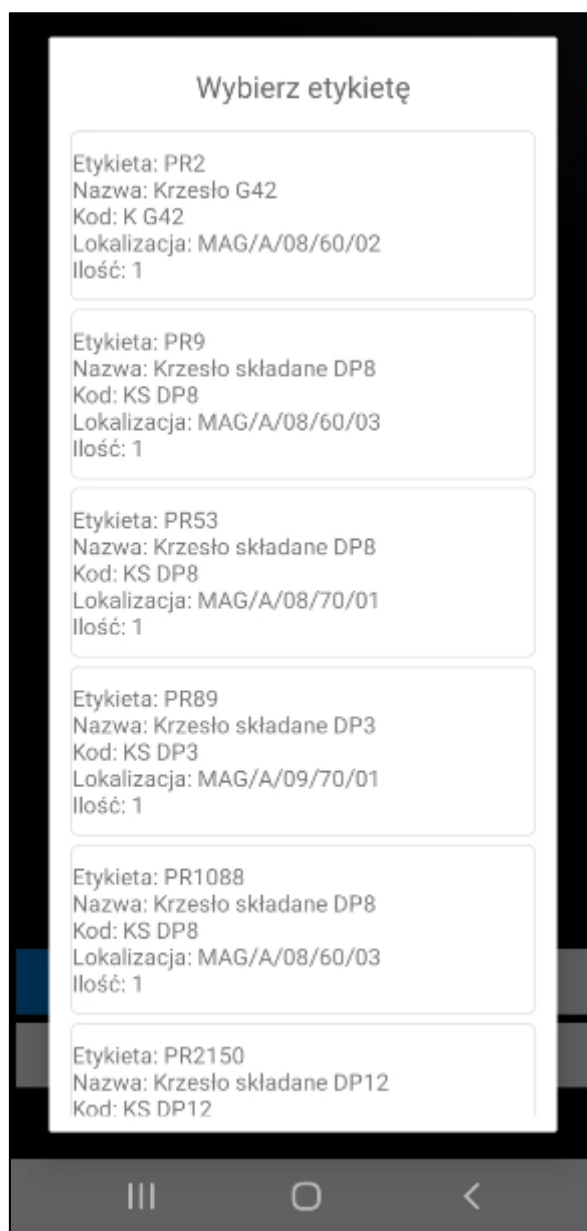 Wybierz etykietę
Etykieta: PR2
Nazwa: Krzesło G42
Kod: K G42
Lokalizacja: MAG/A/08/60/02
Ilość: 1
Etykieta: PR9
Nazwa: Krzesło składane DP8
Kod: KS DP8
Lokalizacja: MAG/A/08/60/03
Ilość: 1
Etykieta: PR53
Nazwa: Krzesło składane DP8
Kod: KS DP8
Lokalizacja: MAG/A/08/70/01
Ilość: 1
Etykieta: PR89
Nazwa: Krzesło składane DP3
Kod: KS DP3
Lokalizacja: MAG/A/09/70/01
Ilość: 1
Etykieta: PR1088
Nazwa: Krzesło składane DP8
Kod: KS DP8
Lokalizacja: MAG/A/08/60/03
Ilość: 1
Etykieta: PR2150
Nazwa: Krzesło składane DP12
Kod: KS DP12